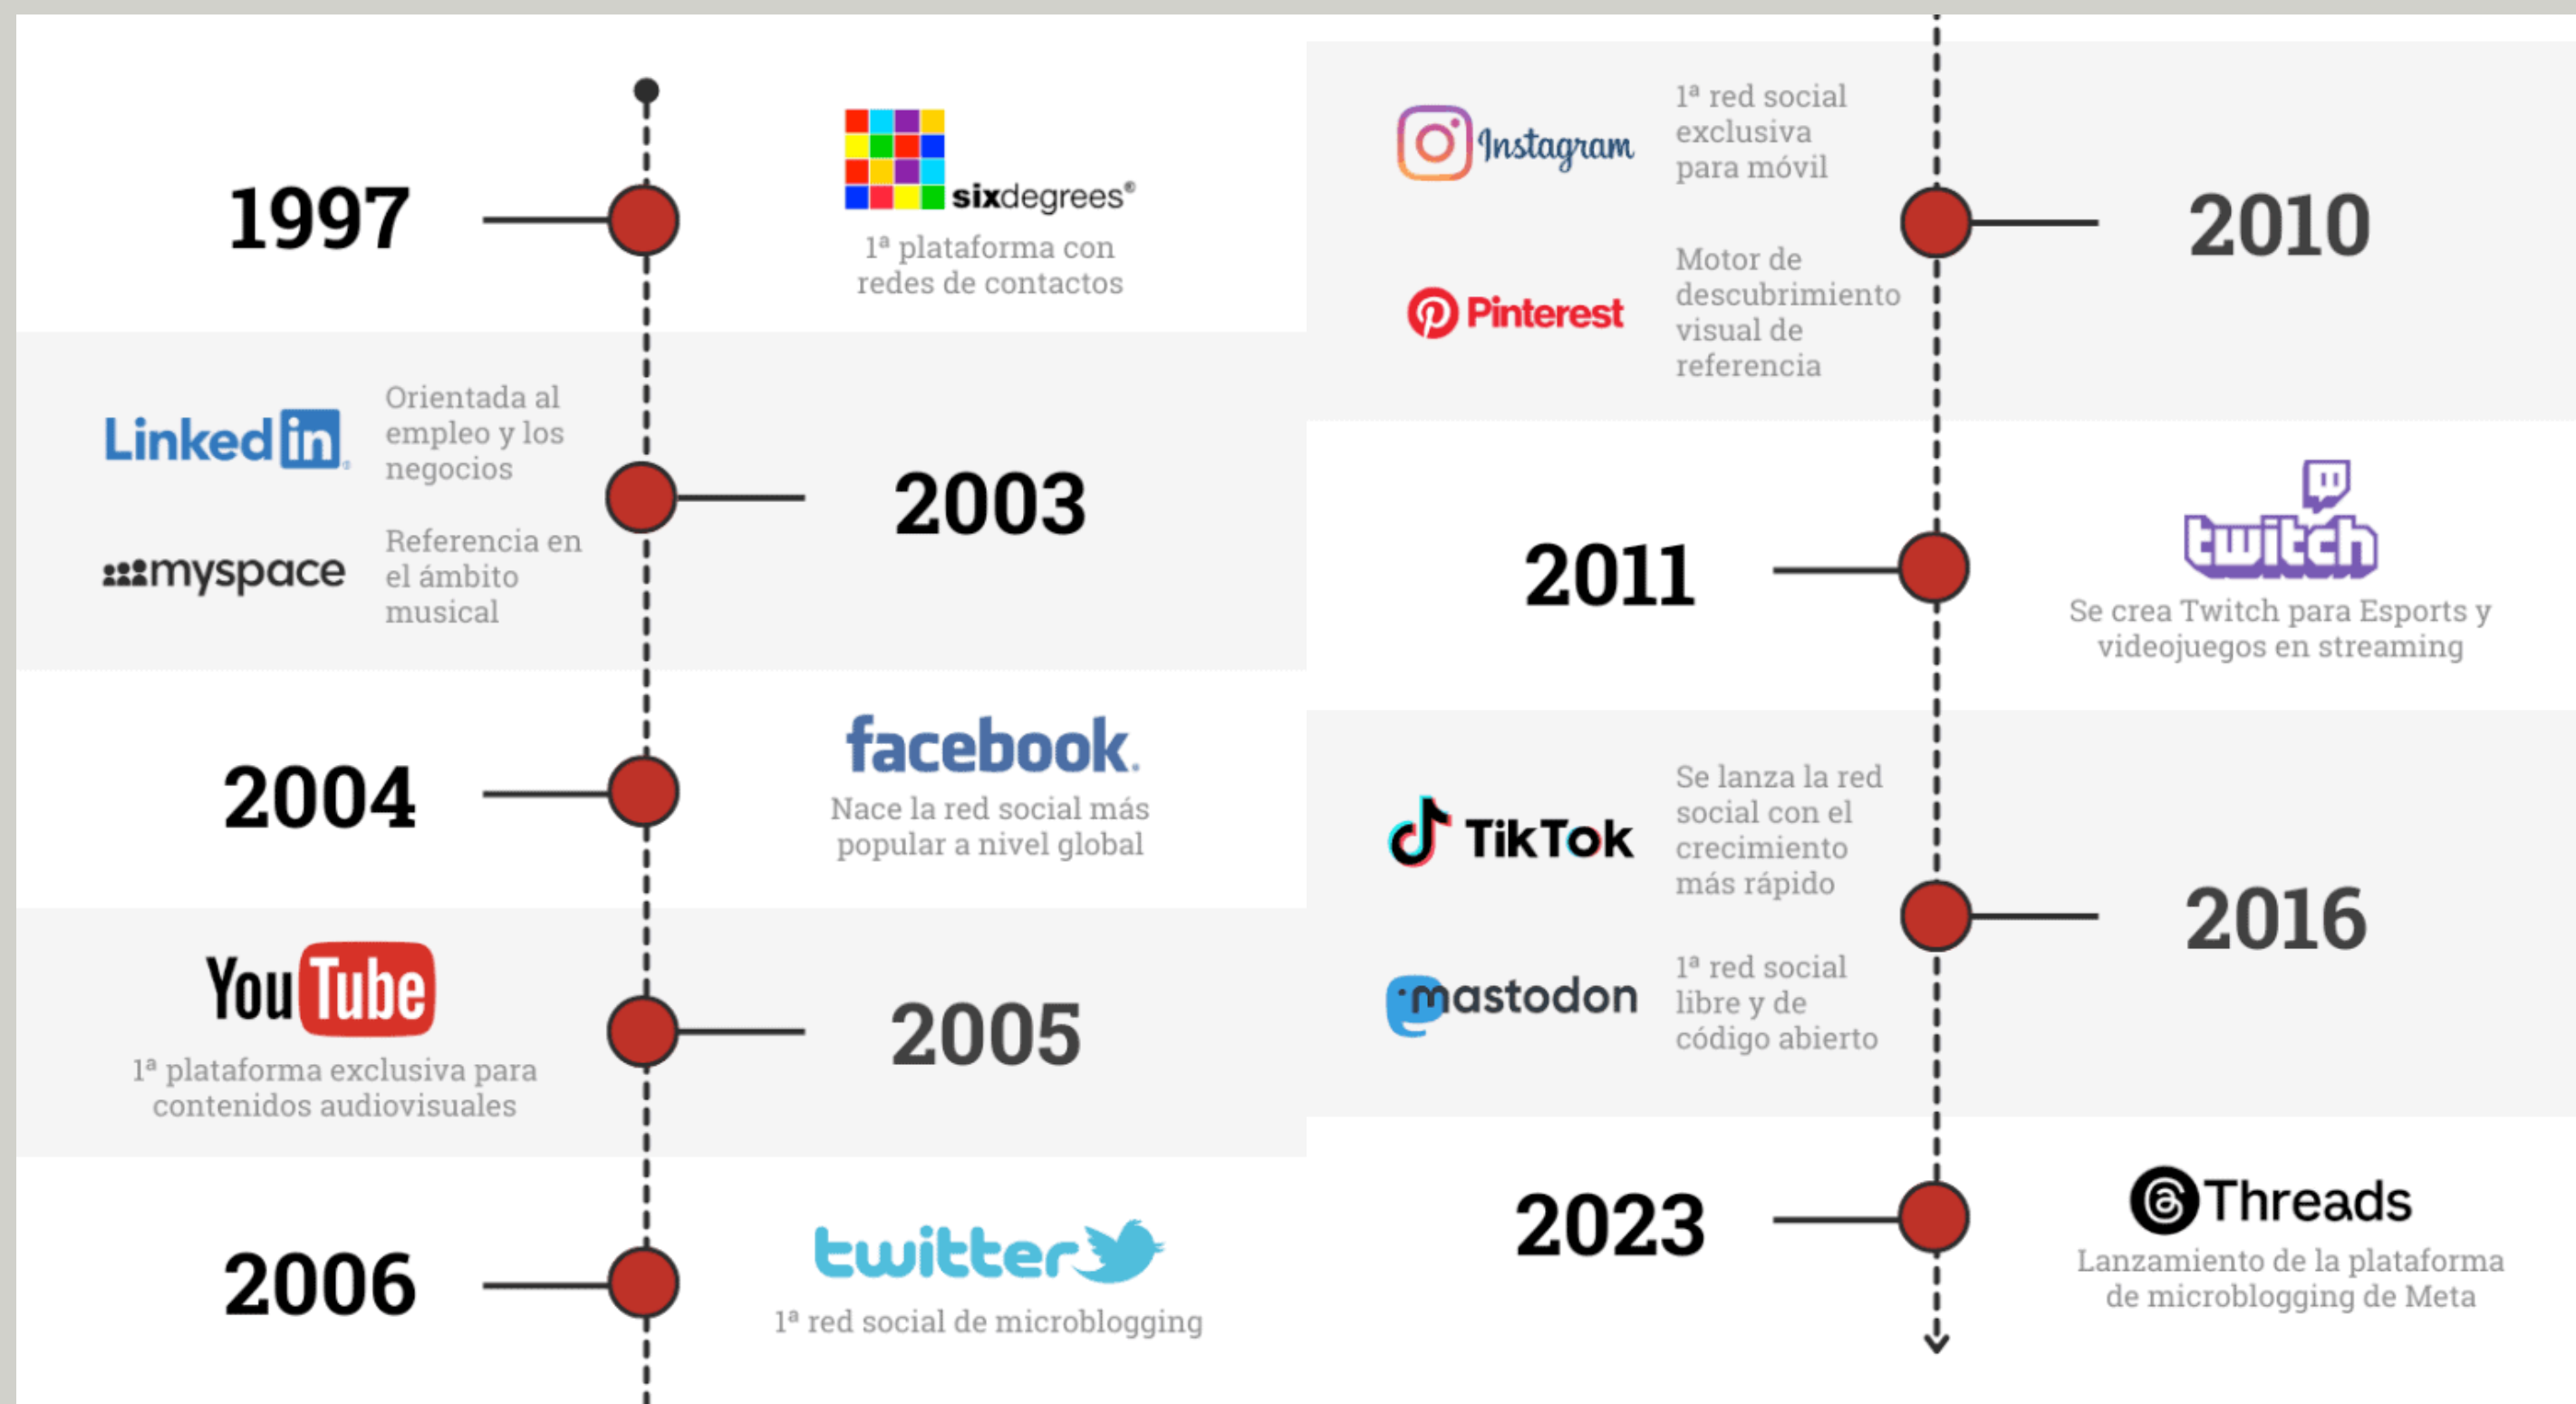 1997
sixdegrees®
1ª plataforma con
redes de contactos
LinkedIn®
Orientada al
empleo y los
negocios
myspace
Referencia en
el ámbito
musical
2003
2004
facebook®
Nace la red social más
popular a nivel global
YouTube
1ª plataforma exclusiva para
contenidos audiovisuales
2005
2006
twitter
1ª red social de microblogging
Instagram
1ª red social
exclusiva
para móvil
Pinterest
Motor de
descubrimiento
visual de
referencia
2010
2011
twitch
Se crea Twitch para Esports y
videojuegos en streaming
TikTok
Se lanza la red
social con el
crecimiento
más rápido
mastodon
1ª red social
libre y de
código abierto
2016
2023
Threads
Lanzamiento de la plataforma
de microblogging de Meta